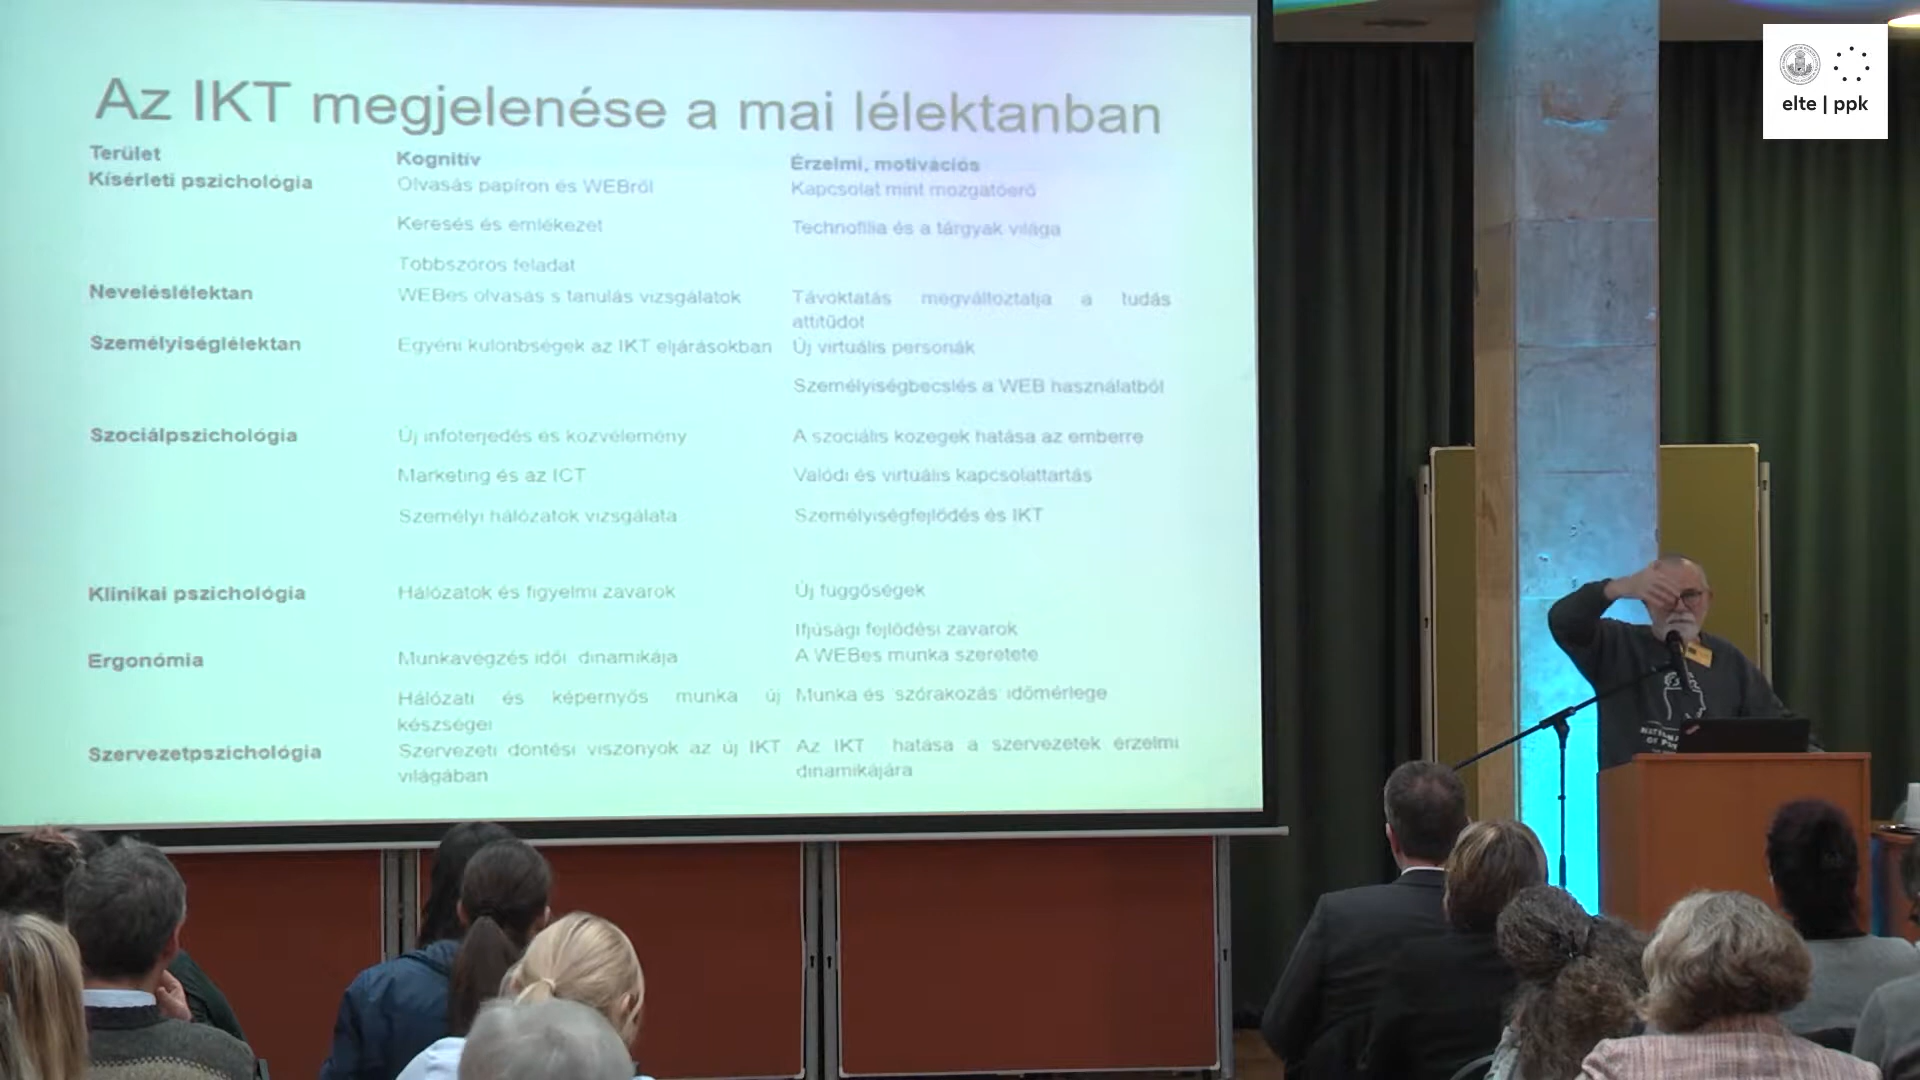 Az IKT megjelenése a mai lélektanban
Terület Kognitív Érzelmi, motivációs
Kísérleti pszichológia Olvasás papíron és WEBről Kapcsolat mint mozgatóerő
Keresés és emlékezet Technofília és a tárgyak világa
Többszörös feladat
Neveléslélektan WEBes olvasás s tanulás vizsgálatok Távoktatás megváltoztatja a tudás
attitűdöt
Személyiséglélektan Egyéni különbségek az IKT eljárásokban Új virtuális personák
Személyiségbecslés a WEB használatból
Szociálpszichológia Új infoterjedés és közvélemény A szociális közegek hatása az emberre
Marketing és az ICT Valódi és virtuális kapcsolattartás
Személyi hálózatok vizsgálata Személyiségfejlődés és IKT
Klinikai pszichológia Hálózatok és figyelmi zavarok Új függőségek
Ifjúsági fejlődési zavarok
Ergonómia Munkavégzés idői dinamikája A WEBes munka szeretete
Hálózati és képernyős munka új Munka és szórakozás időmérlege
készségei
Szervezetpszichológia Szervezeti döntési viszonyok az új IKT Az IKT hatása a szervezetek érzelmi
világában dinamikájára
elte | ppk